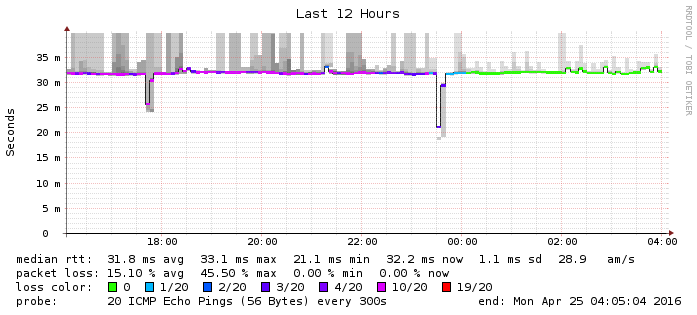 Last 12 Hours
RRDTOOL / TOBI OETIKER
Seconds
35 m
30 m
25 m
20 m
15 m
10 m
5 m
0
18:00 20:00 22:00 00:00 02:00 04:00
median rtt: 31.8 ms avg 33.1 ms max 21.1 ms min 32.2 ms now 1.1 ms sd 28.9 am/s
packet loss: 15.10 % avg 45.50 % max 0.00 % min 0.00 % now
loss color: 0 1/20 2/20 3/20 4/20 10/20 19/20
probe: 20 ICMP Echo Pings (56 Bytes) every 300s end: Mon Apr 25 04:05:04 2016